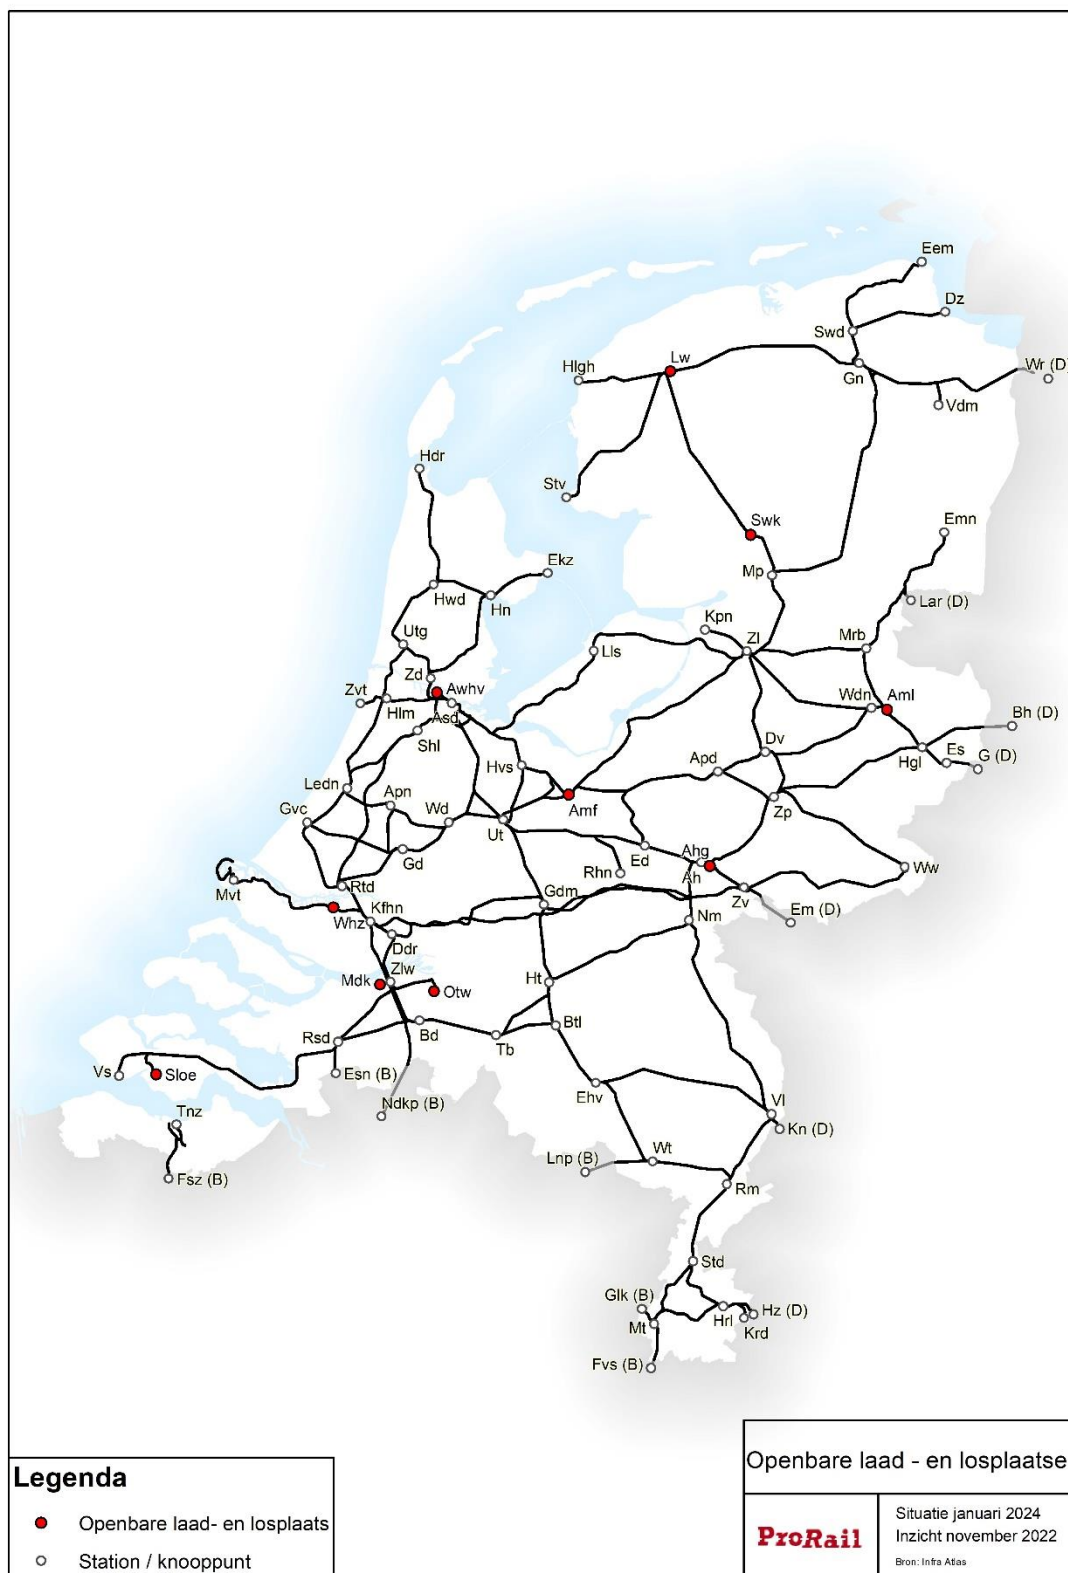 Eem
Dz
Swd
Lw
Hlgh
Gn
Wr (D)
Vdm
Hdr
Stv
Swk
Emn
Ekz
Mp
Hwd
Hn
Lar (D)
Kpn
Utg
Zl
Mrb
Lls
Zd
Zvt
Awhv
Wdn
Aml
Hlm
Asd
Bh (D)
Shl
Dv
Es
Hvs
Apd
Hgl
G (D)
Ledn
Apn
Gvc
Wd
Amf
Zp
Ut
Gd
Ed
Ahg
Rhn
Ah
Ww
Mvt
Rtd
Zv
Gdm
Kfhn
Whz
Nm
Em (D)
Ddr
Zlw
Mdk
Ht
Otw
Rsd
Bd
Btl
Tb
Vs
Sloe
Esn (B)
Ehv
Ndkp (B)
Tnz
Vl
Kn (D)
Lnp (B)
Wt
Fsz (B)
Rm
Std
Glk (B)
Hrl
Hz (D)
Mt
Krd
Fvs (B)
Openbare laad - en losplaatse
Legenda
Openbare laad- en losplaats
Station / knooppunt
ProRail
Situatie januari 2024
Inzicht november 2022
Bron: Infra Atlas